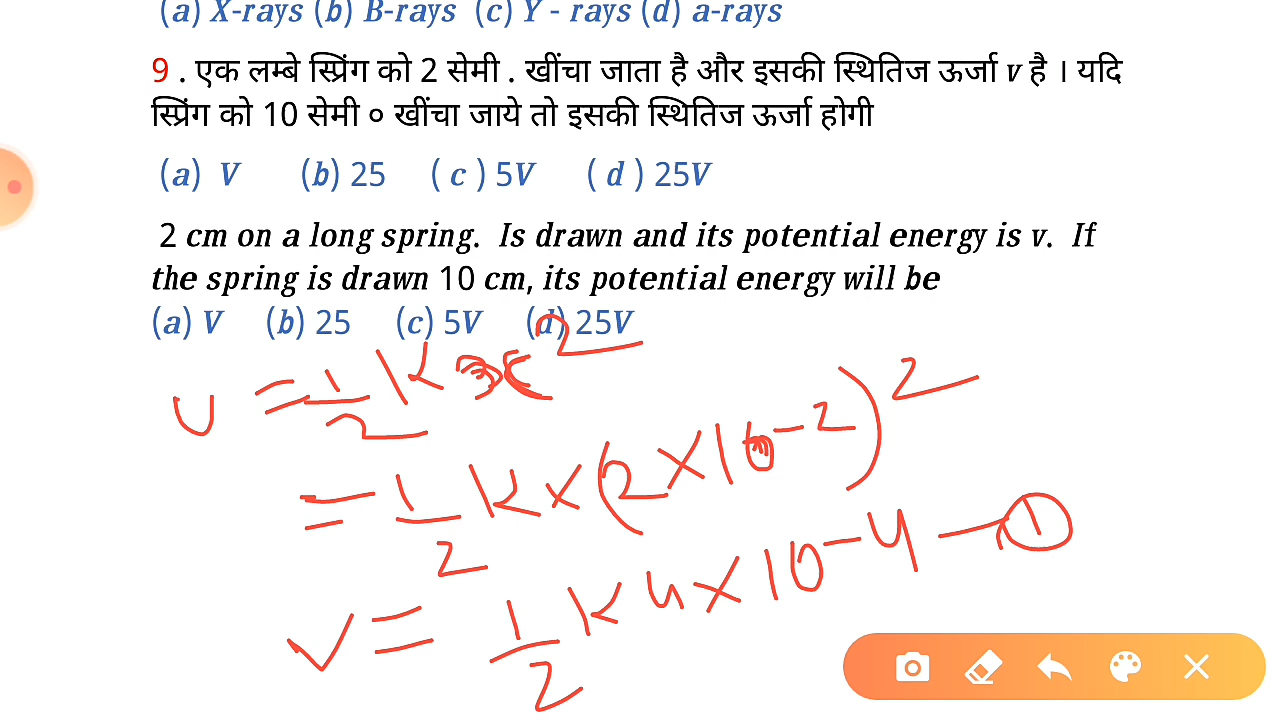 (a) X-rays (b) B-rays (c) Y - rays (d) a-rays
9 . एक लम्बे स्प्रिंग को 2 सेमी . खींचा जाता है और इसकी स्थितिज ऊर्जा v है । यदि
स्प्रिंग को 10 सेमी ० खींचा जाये तो इसकी स्थितिज ऊर्जा होगी
(a) V (b) 25 ( c ) 5V ( d ) 25V
2 cm on a long spring. Is drawn and its potential energy is v. If
the spring is drawn 10 cm, its potential energy will be
(a) V (b) 25 (c) 5V (d) 25V
U = 1/2 K x²
= 1/2 K × (2 × 10⁻²)²
V = 1/2 K 4 × 10⁻⁴ — ①